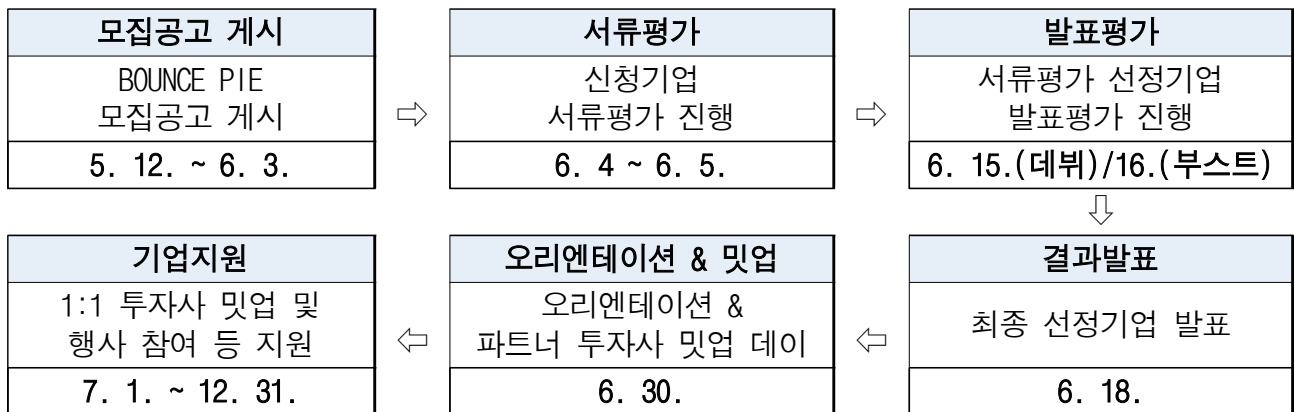 모집공고 게시
BOUNCE PIE
모집공고 게시
5. 12. ~ 6. 3.
⇨
서류평가
신청기업
서류평가 진행
6. 4 ~ 6. 5.
⇨
발표평가
서류평가 선정기업
발표평가 진행
6. 15.(데뷔)/16.(부스트)
⇩
결과발표
최종 선정기업 발표
6. 18.
⇦
오리엔테이션 & 밋업
오리엔테이션 &
파트너 투자사 밋업 데이
6. 30.
⇦
기업지원
1:1 투자사 밋업 및
행사 참여 등 지원
7. 1. ~ 12. 31.